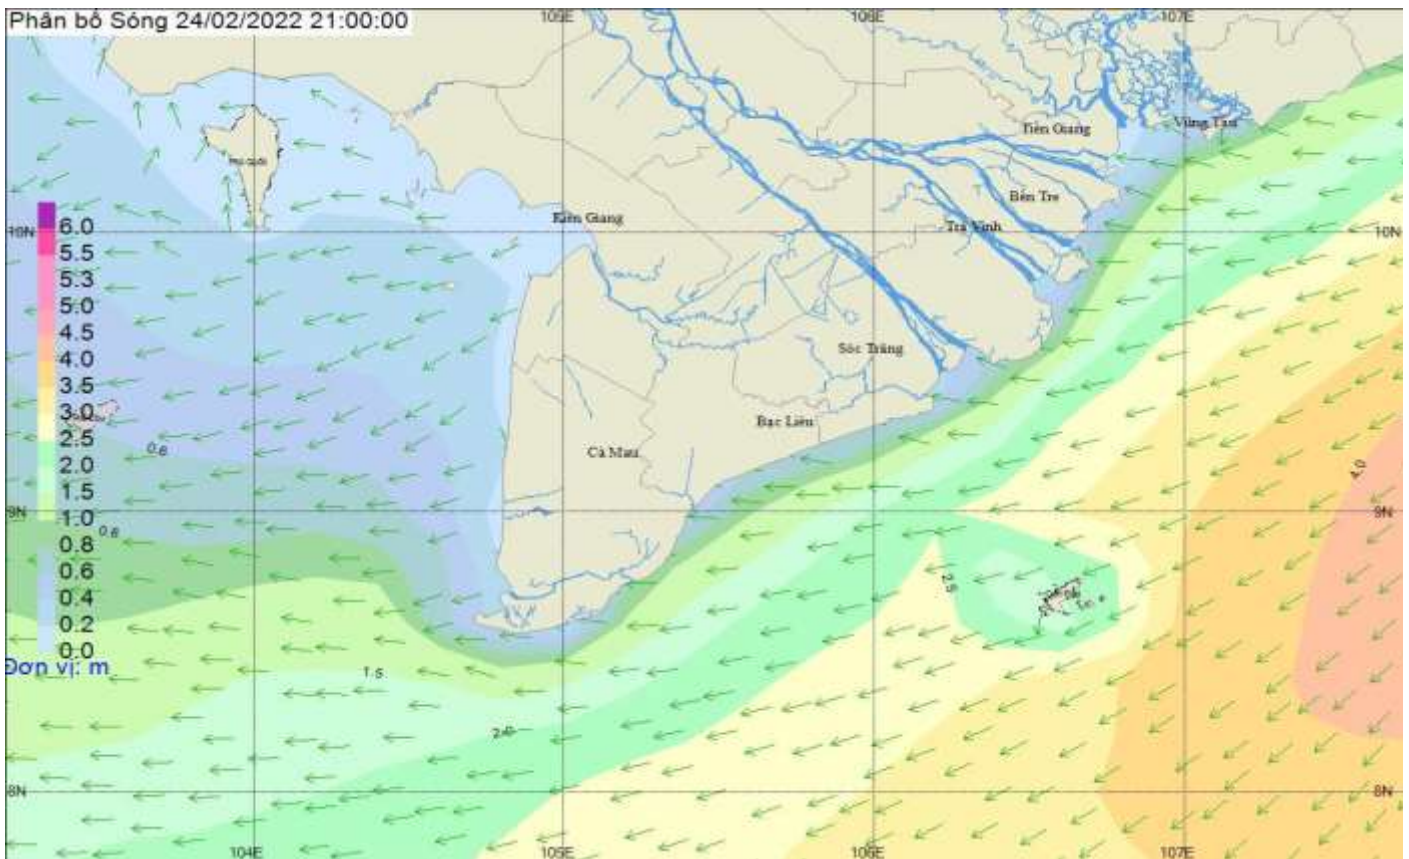 Phân bố Sóng 24/02/2022 21:00:00
105E
106E
107E
Vũng Tàu
Tiền Giang
Phú Quốc
Bến Tre
Kiên Giang
Trà Vinh
10N
10N
6.0
5.5
5.3
5.0
4.5
4.0
3.5
3.0
2.5
2.0
1.5
1.0
0.8
0.6
0.4
0.2
0.0
Đơn vị: m
Sóc Trăng
Bạc Liêu
Cà Mau
0.6
4.0
9N
9N
0.8
2.5
1.5
2.0
8N
8N
104E
105E
106E
107E